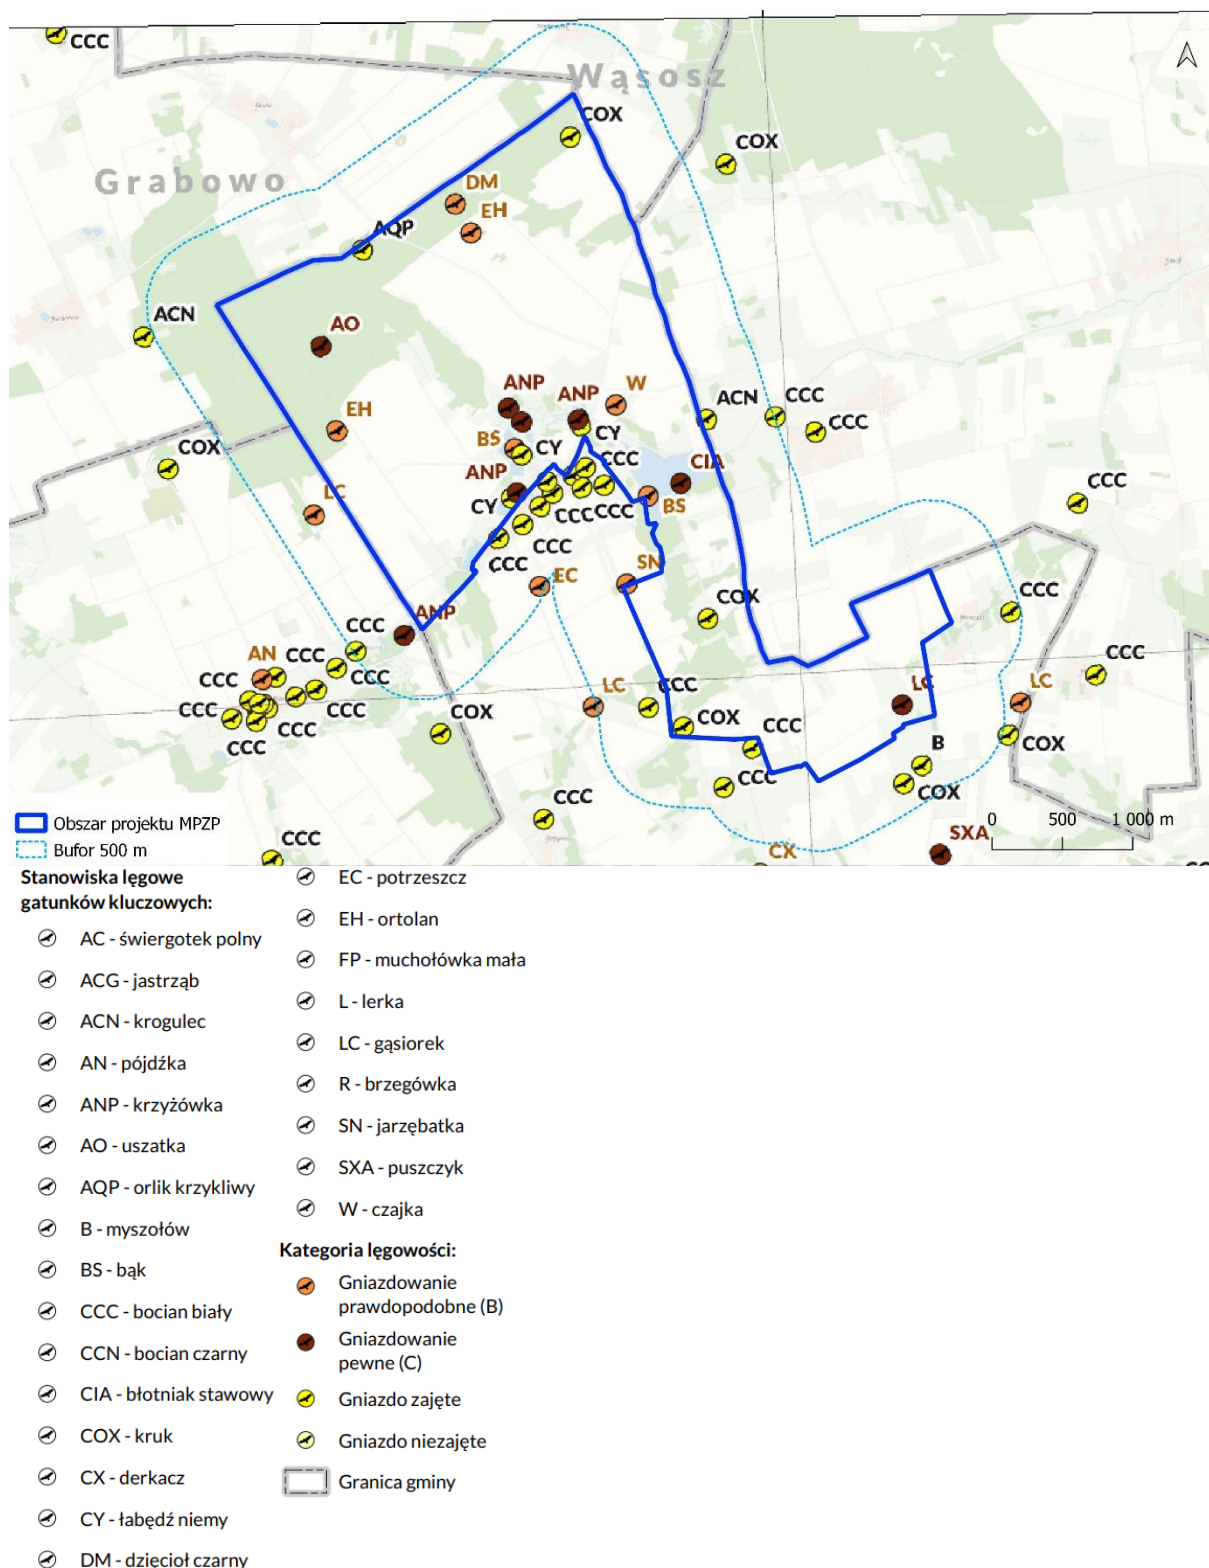 CCC
Wąsosz
COX
COX
Grabowo
DM
EH
AQP
ACN
AO
ANP
ANP
W
ACN
CCC
CCC
EH
BS
CY
CY
COX
CCC
CIA
ANP
CCC
LC
CY
CCC
CCC
BS
CCC
CCC
EC
SN
COX
CCC
ANP
CCC
AN
CCC
CCC
CCC
CCC
LC
CCC
LC
LC
CCC
CCC
CCC
COX
COX
CCC
B
COX
CCC
CCC
CCC
COX
CCC
CX
SXA
0 500 1 000 m
Obszar projektu MPZP
Bufor 500 m
Stanowiska lęgowe
gatunków kluczowych:
AC - świergotek polny
ACG - jastrząb
ACN - krogulec
AN - pójdźka
ANP - krzyżówka
AO - uszatka
AQP - orlik krzykliwy
B - myszołów
BS - bąk
CCC - bocian biały
CCN - bocian czarny
CIA - błotniak stawowy
COX - kruk
CX - derkacz
CY - łabędź niemy
DM - dzięcioł czarny
EC - potrzeszcz
EH - ortolan
FP - muchołówka mała
L - lerka
LC - gąsiorek
R - brzegówka
SN - jarzębatka
SXA - puszczyk
W - czajka
Kategoria lęgowości:
Gniazdowanie
prawdopodobne (B)
Gniazdowanie
pewne (C)
Gniazdo zajęte
Gniazdo niezajęte
Granica gminy